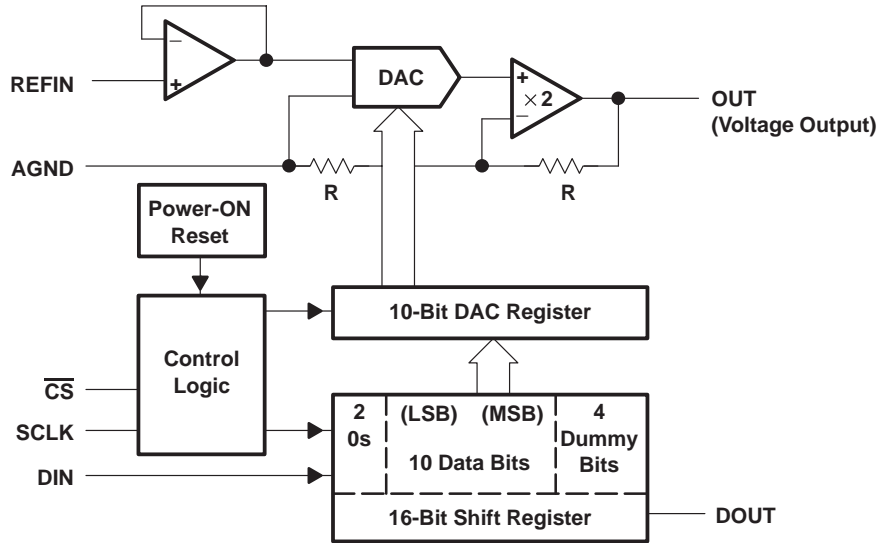 −
+
REFIN
DAC
+
× 2
−
OUT
(Voltage Output)
AGND
R
R
Power-ON
Reset
10-Bit DAC Register
Control
Logic
CS
SCLK
DIN
2
0s
(LSB) (MSB)
10 Data Bits
4
Dummy
Bits
16-Bit Shift Register
DOUT